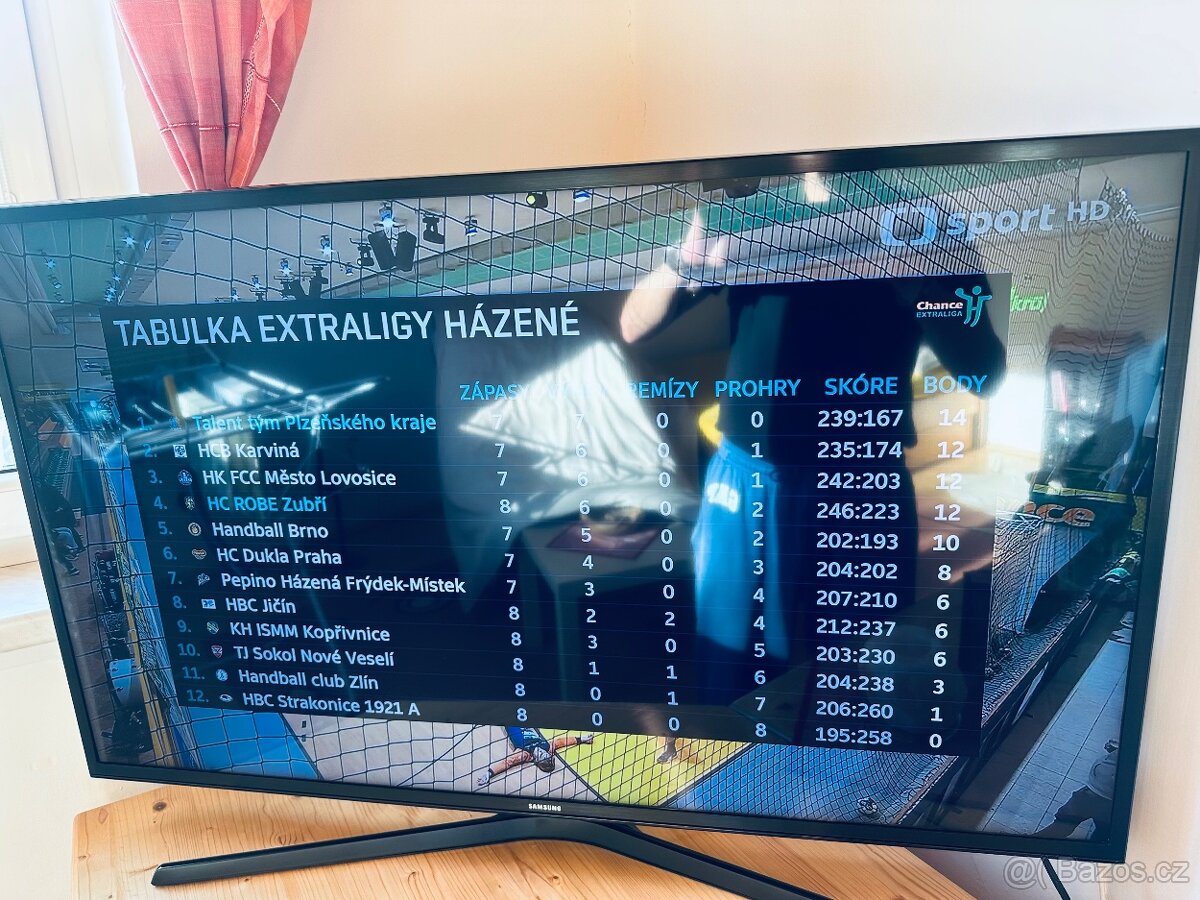 sport HD
Chance
EXTRALIGA
TABULKA EXTRALIGY HÁZENÉ
ZÁPASY REMÍZY PROHRY SKÓRE BODY
1. Talent tým Plzeňského kraje 7 7 0 0 239:167 14
2. HCB Karviná 7 6 0 1 235:174 12
3. HK FCC Město Lovosice 7 6 0 1 242:203 12
4. HC ROBE Zubří 8 6 0 2 246:223 12
5. Handball Brno 7 5 0 2 202:193 10
6. HC Dukla Praha 7 4 0 3 204:202 8
7. Pepino Házená Frýdek-Místek 7 3 0 4 207:210 6
8. HBC Jičín 8 2 2 4 212:237 6
9. KH ISMM Kopřivnice 8 3 0 5 203:230 6
10. TJ Sokol Nové Veselí 8 1 1 6 204:238 3
11. Handball club Zlín 8 0 1 7 206:260 1
12. HBC Strakonice 1921 A 8 0 0 8 195:258 0
SAMSUNG
Bazos.cz